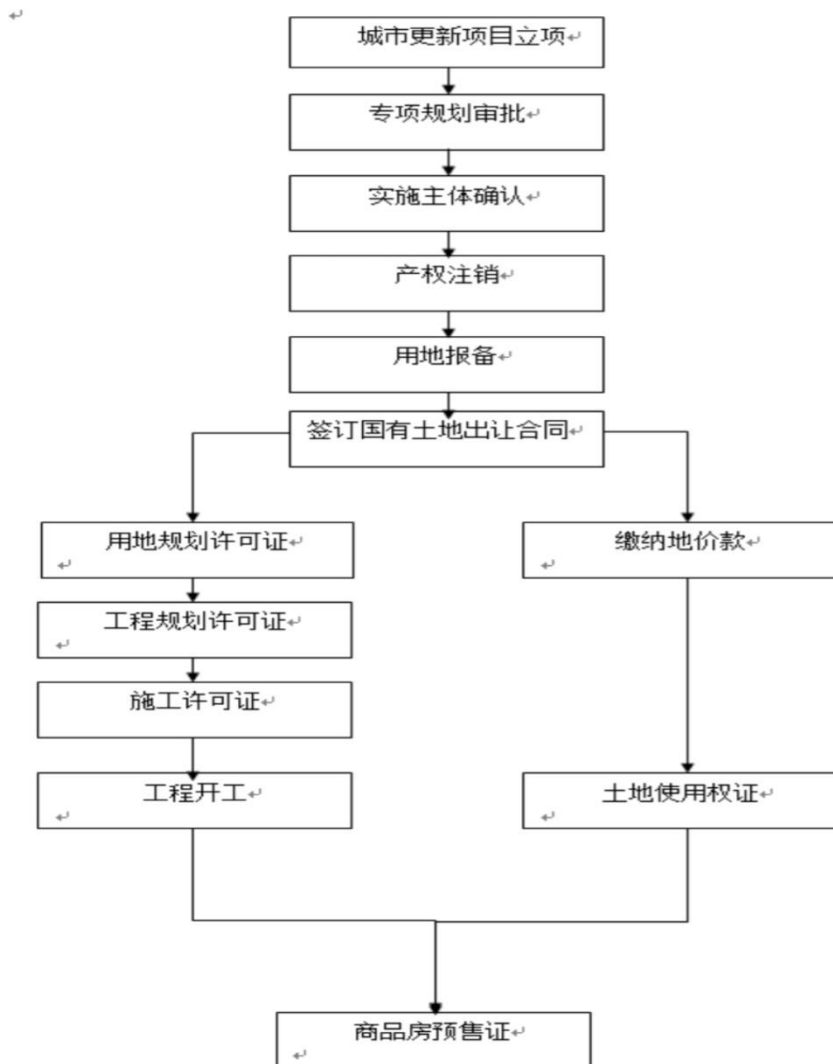 城市更新项目立项
专项规划审批
实施主体确认
产权注销
用地报备
签订国有土地出让合同
用地规划许可证
缴纳地价款
工程规划许可证
施工许可证
工程开工
土地使用权证
商品房预售证